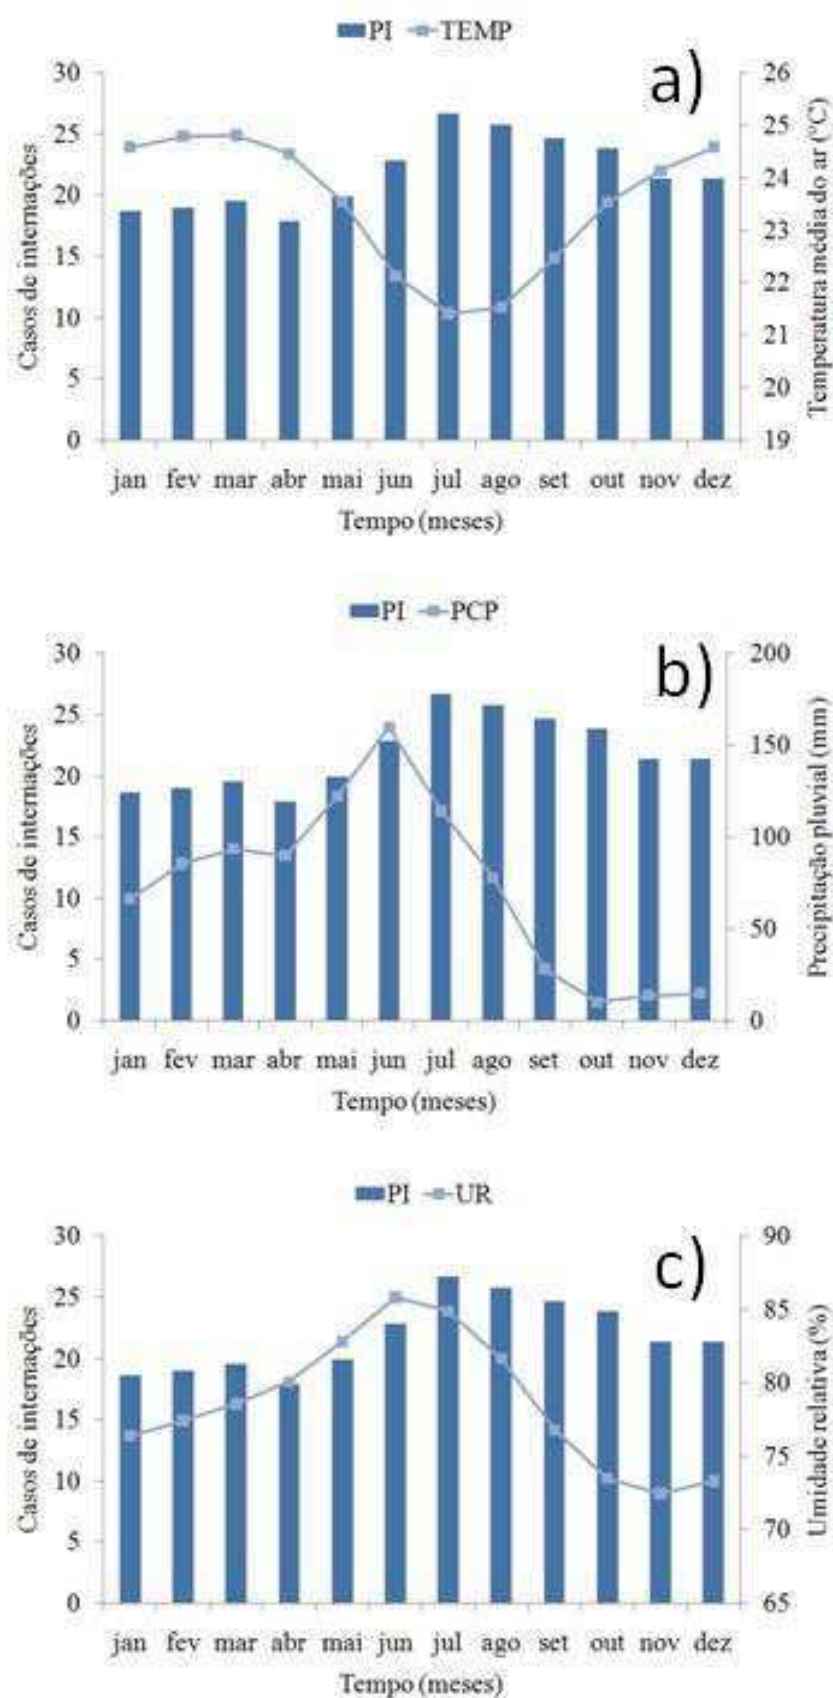 PI TEMP
a)
30
25
20
15
10
5
0
Casos de internações
26
25
24
23
22
21
20
19
Temperatura média do ar (°C)
jan fev mar abr mai jun jul ago set out nov dez
Tempo (meses)
PI PCP
b)
30
25
20
15
10
5
0
Casos de internações
200
150
100
50
0
Precipitação pluvial (mm)
jan fev mar abr mai jun jul ago set out nov dez
Tempo (meses)
PI UR
c)
30
25
20
15
10
5
0
Casos de internações
90
85
80
75
70
65
Umidade relativa (%)
jan fev mar abr mai jun jul ago set out nov dez
Tempo (meses)